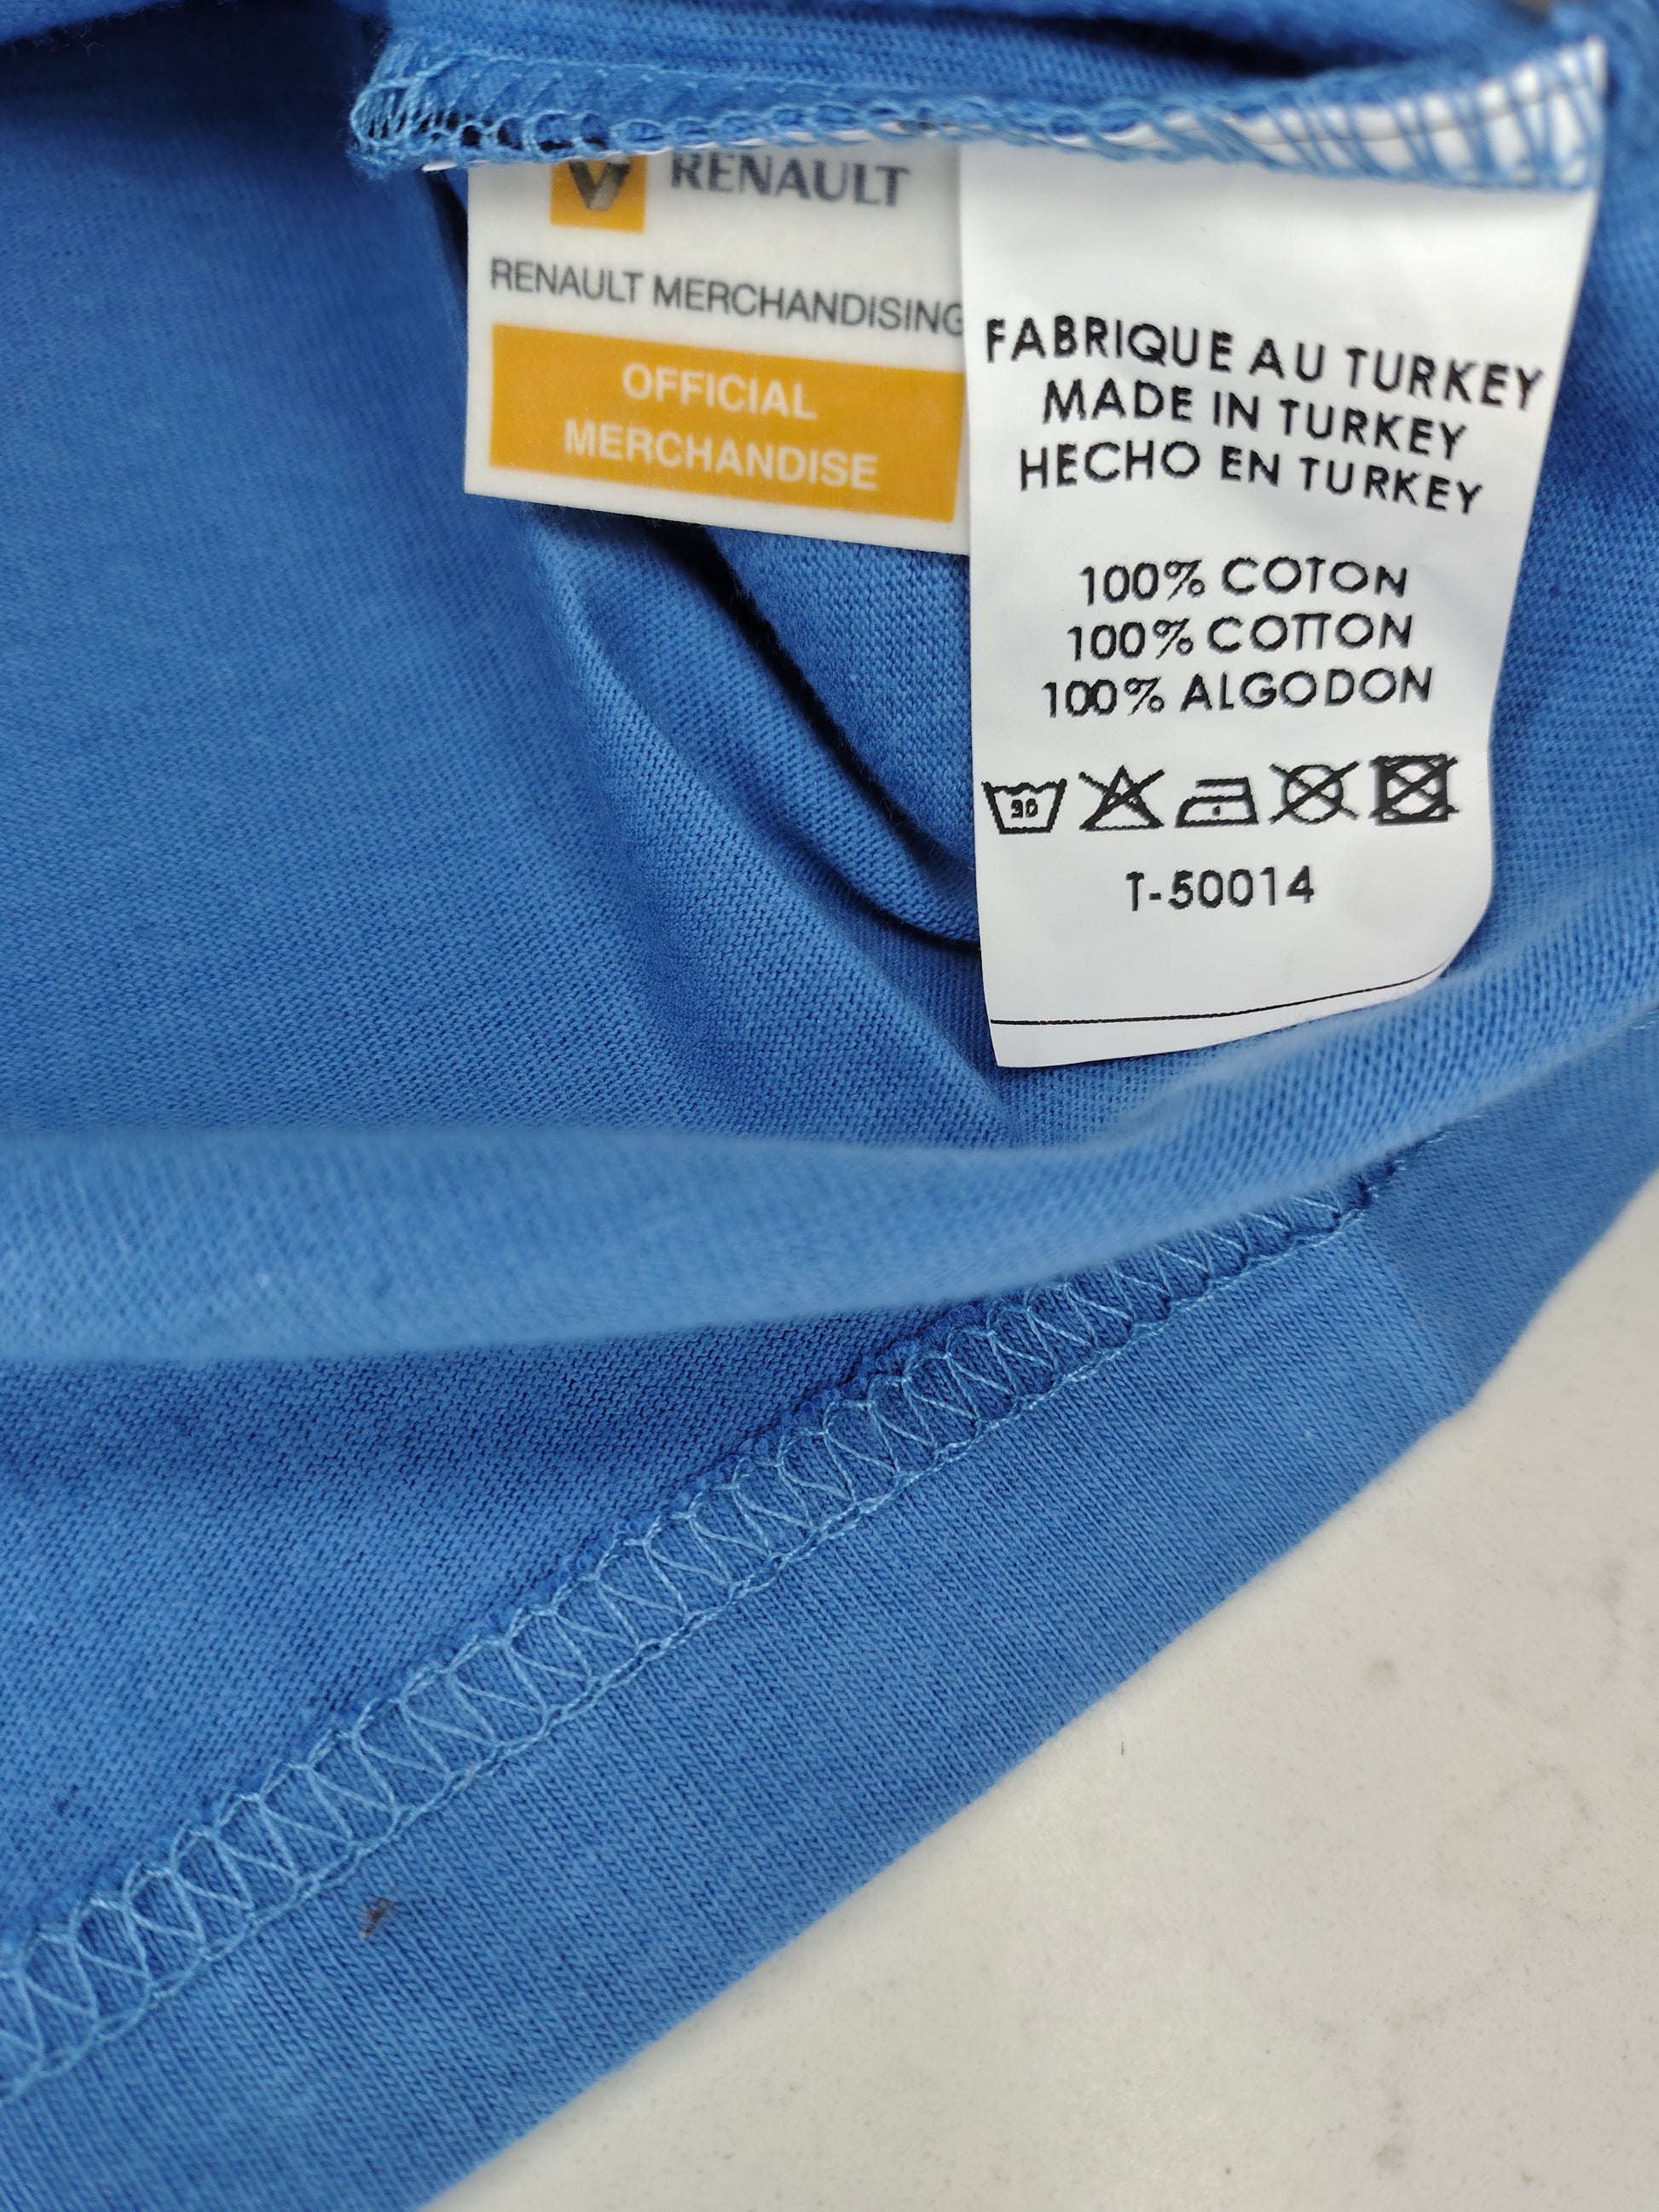 RENAULT
RENAULT MERCHANDISING
OFFICIAL
MERCHANDISE
FABRIQUE AU TURKEY
MADE IN TURKEY
HECHO EN TURKEY
100% COTON
100% COTTON
100% ALGODON
30
T-50014